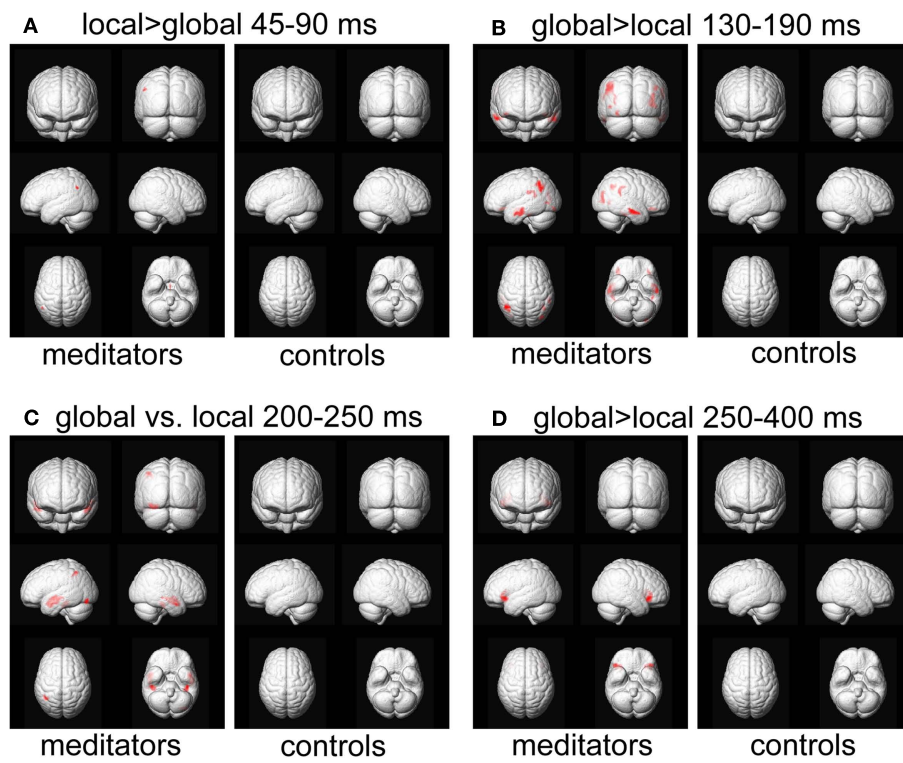 A local>global 45-90 ms
B global>local 130-190 ms
meditators controls
meditators controls
C global vs. local 200-250 ms
D global>local 250-400 ms
meditators controls
meditators controls